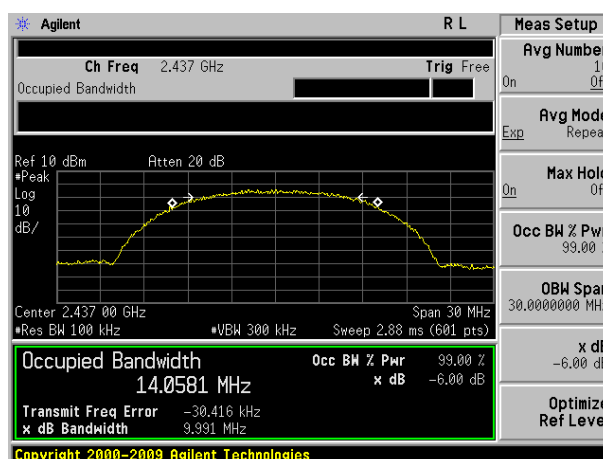 Agilent R L Meas Setup
Ch Freq 2.437 GHz Trig Free
Occupied Bandwidth
Avg Number
On
Avg Mode
Exp
Max Hold
On
Occ BW % Pwr
99.00
OBW Span
30.0000000 MHz
x dB
-6.00 dB
Optimize
Ref Level
Ref 10 dBm Atten 20 dB
#Peak
Log
10
dB/
Center 2.437 00 GHz Span 30 MHz
#Res BW 100 kHz #VBW 300 kHz Sweep 2.88 ms (601 pts)
Occupied Bandwidth Occ BW % Pwr 99.00 %
14.0581 MHz x dB -6.00 dB
Transmit Freq Error -30.416 kHz
x dB Bandwidth 9.991 MHz
Copyright 2000-2009 Agilent Technologies